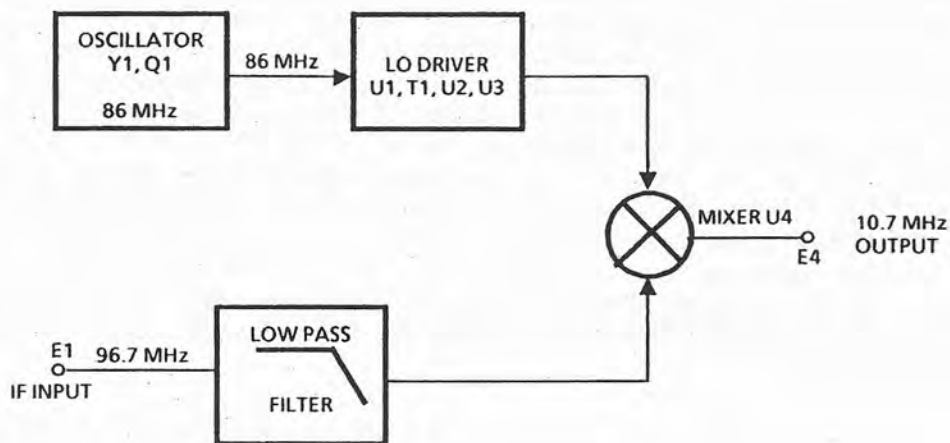 OSCILLATOR
Y1, Q1
86 MHz
86 MHz
LO DRIVER
U1, T1, U2, U3
MIXER U4
E4
10.7 MHz
OUTPUT
E1
IF INPUT
96.7 MHz
LOW PASS
FILTER